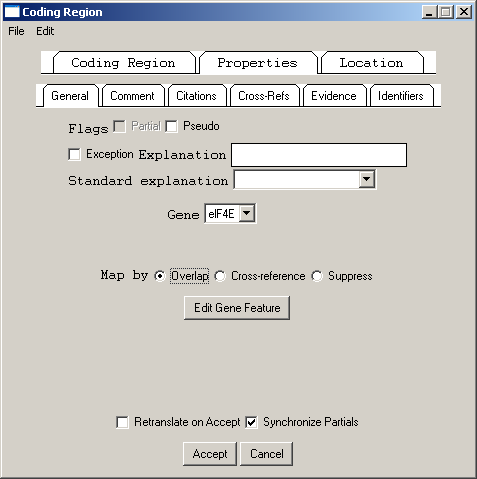 Coding Region
File Edit
Coding Region Properties Location
General Comment Citations Cross-Refs Evidence Identifiers
Flags Partial Pseudo
Exception Explanation
Standard explanation
Gene eIF4E
Map by Overlap Cross-reference Suppress
Edit Gene Feature
Retranslate on Accept Synchronize Partials
Accept Cancel